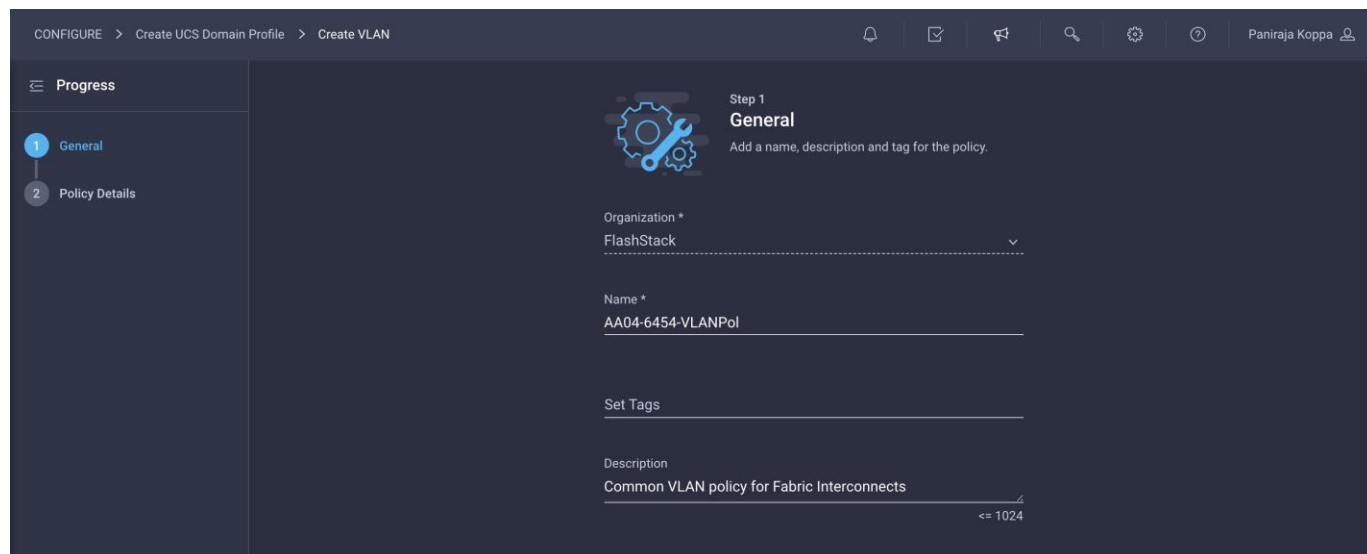 CONFIGURE > Create UCS Domain Profile > Create VLAN
Paniraja Koppa
Progress
1 General
2 Policy Details
Step 1
General
Add a name, description and tag for the policy.
Organization *
FlashStack
Name *
AA04-6454-VLANPol
Set Tags
Description
Common VLAN policy for Fabric Interconnects
<= 1024